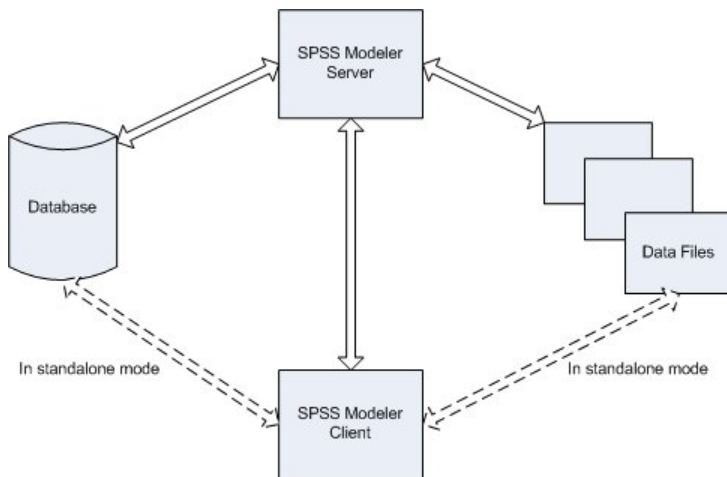 SPSS Modeler
Server
Database
Data Files
In standalone mode
In standalone mode
SPSS Modeler
Client